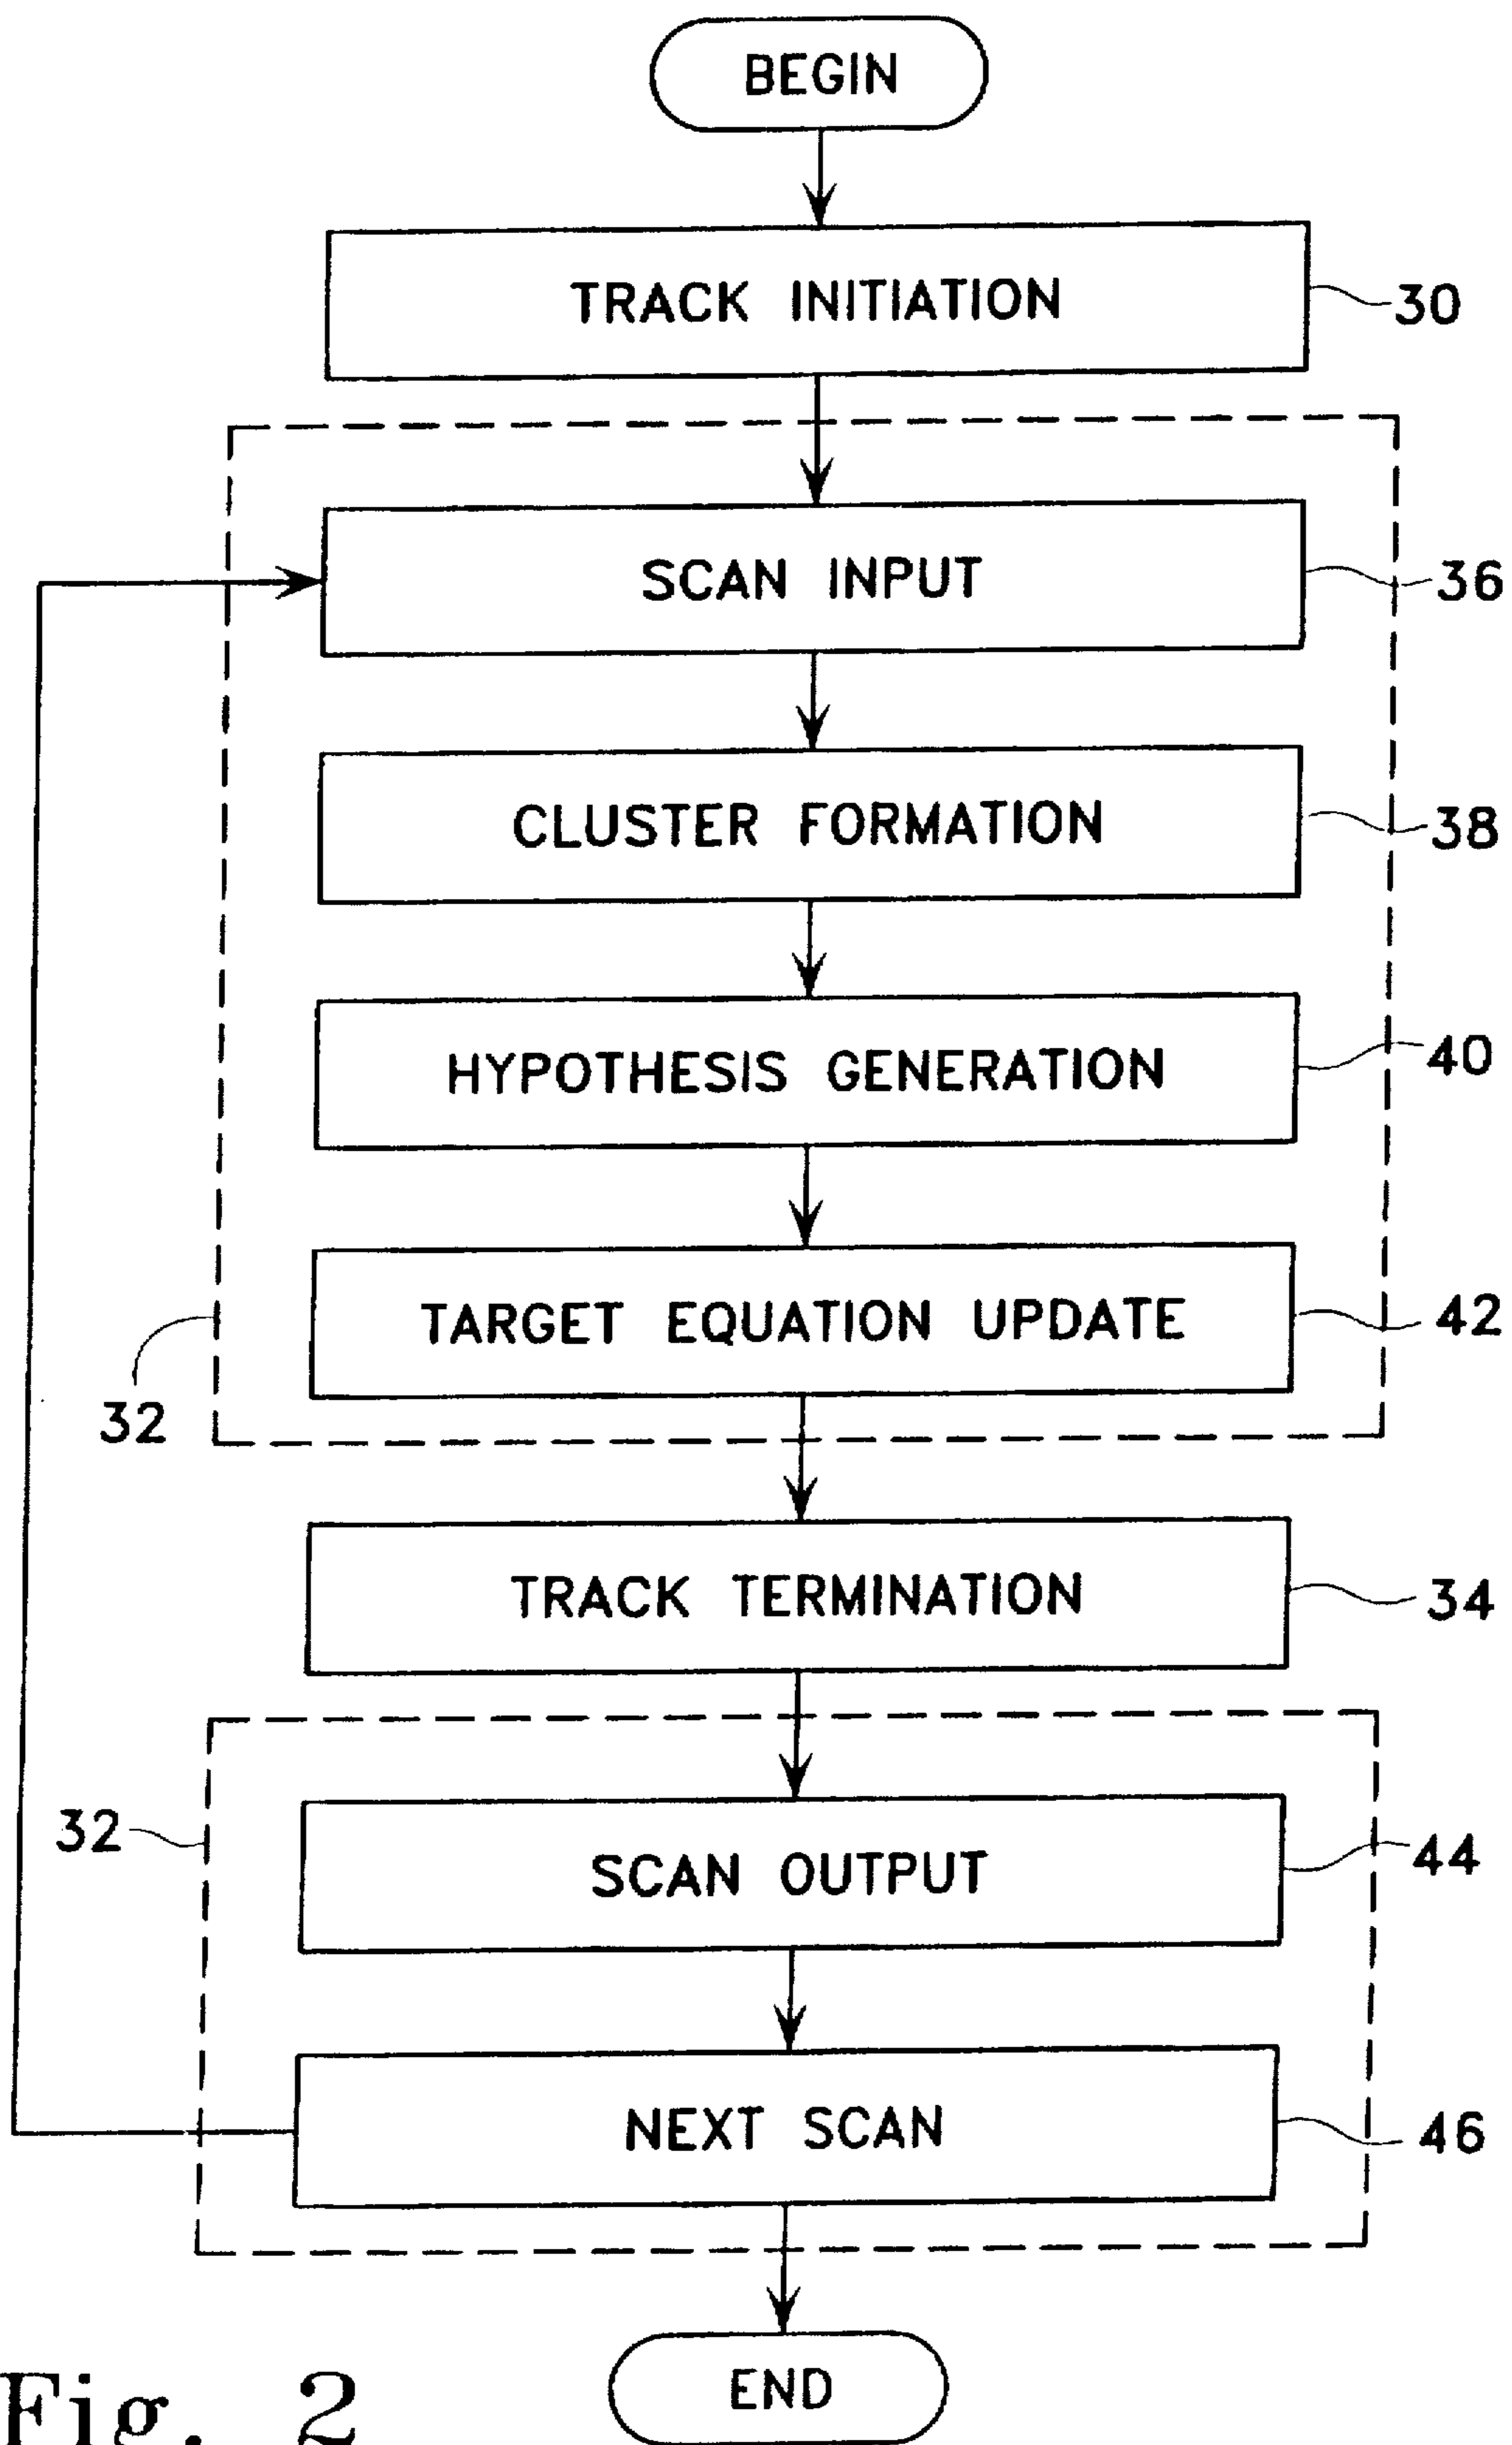 BEGIN
TRACK INITIATION
30
SCAN INPUT
36
CLUSTER FORMATION
38
HYPOTHESIS GENERATION
40
TARGET EQUATION UPDATE
42
32
TRACK TERMINATION
34
32
SCAN OUTPUT
44
NEXT SCAN
46
END
Fig. 2